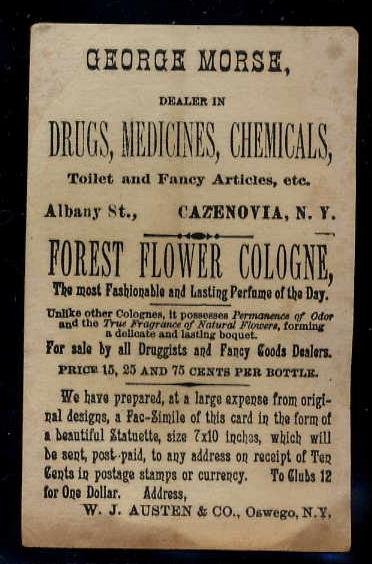 GEORGE MORSE,
DEALER IN
DRUGS, MEDICINES, CHEMICALS,
Toilet and Fancy Articles, etc.
Albany St., CAZENOVIA, N. Y.
FOREST FLOWER COLOGNE,
The most Fashionable and Lasting Perfume of the Day.
Unlike other Colognes, it possesses Permanence of Odor
and the True Fragrance of Natural Flowers, forming
a delicate and lasting boquet.
For sale by all Druggists and Fancy Goods Dealers.
PRICE 15, 25 AND 75 CENTS PER BOTTLE.
We have prepared, at a large expense from origi-
nal designs, a Fac-Simile of this card in the form of
a beautiful Statuette, size 7x10 inches, which will
be sent, post-paid, to any address on receipt of Ten
Cents in postage stamps or currency. To Clubs 12
for One Dollar. Address,
W. J. AUSTEN & CO., Oswego, N.Y.